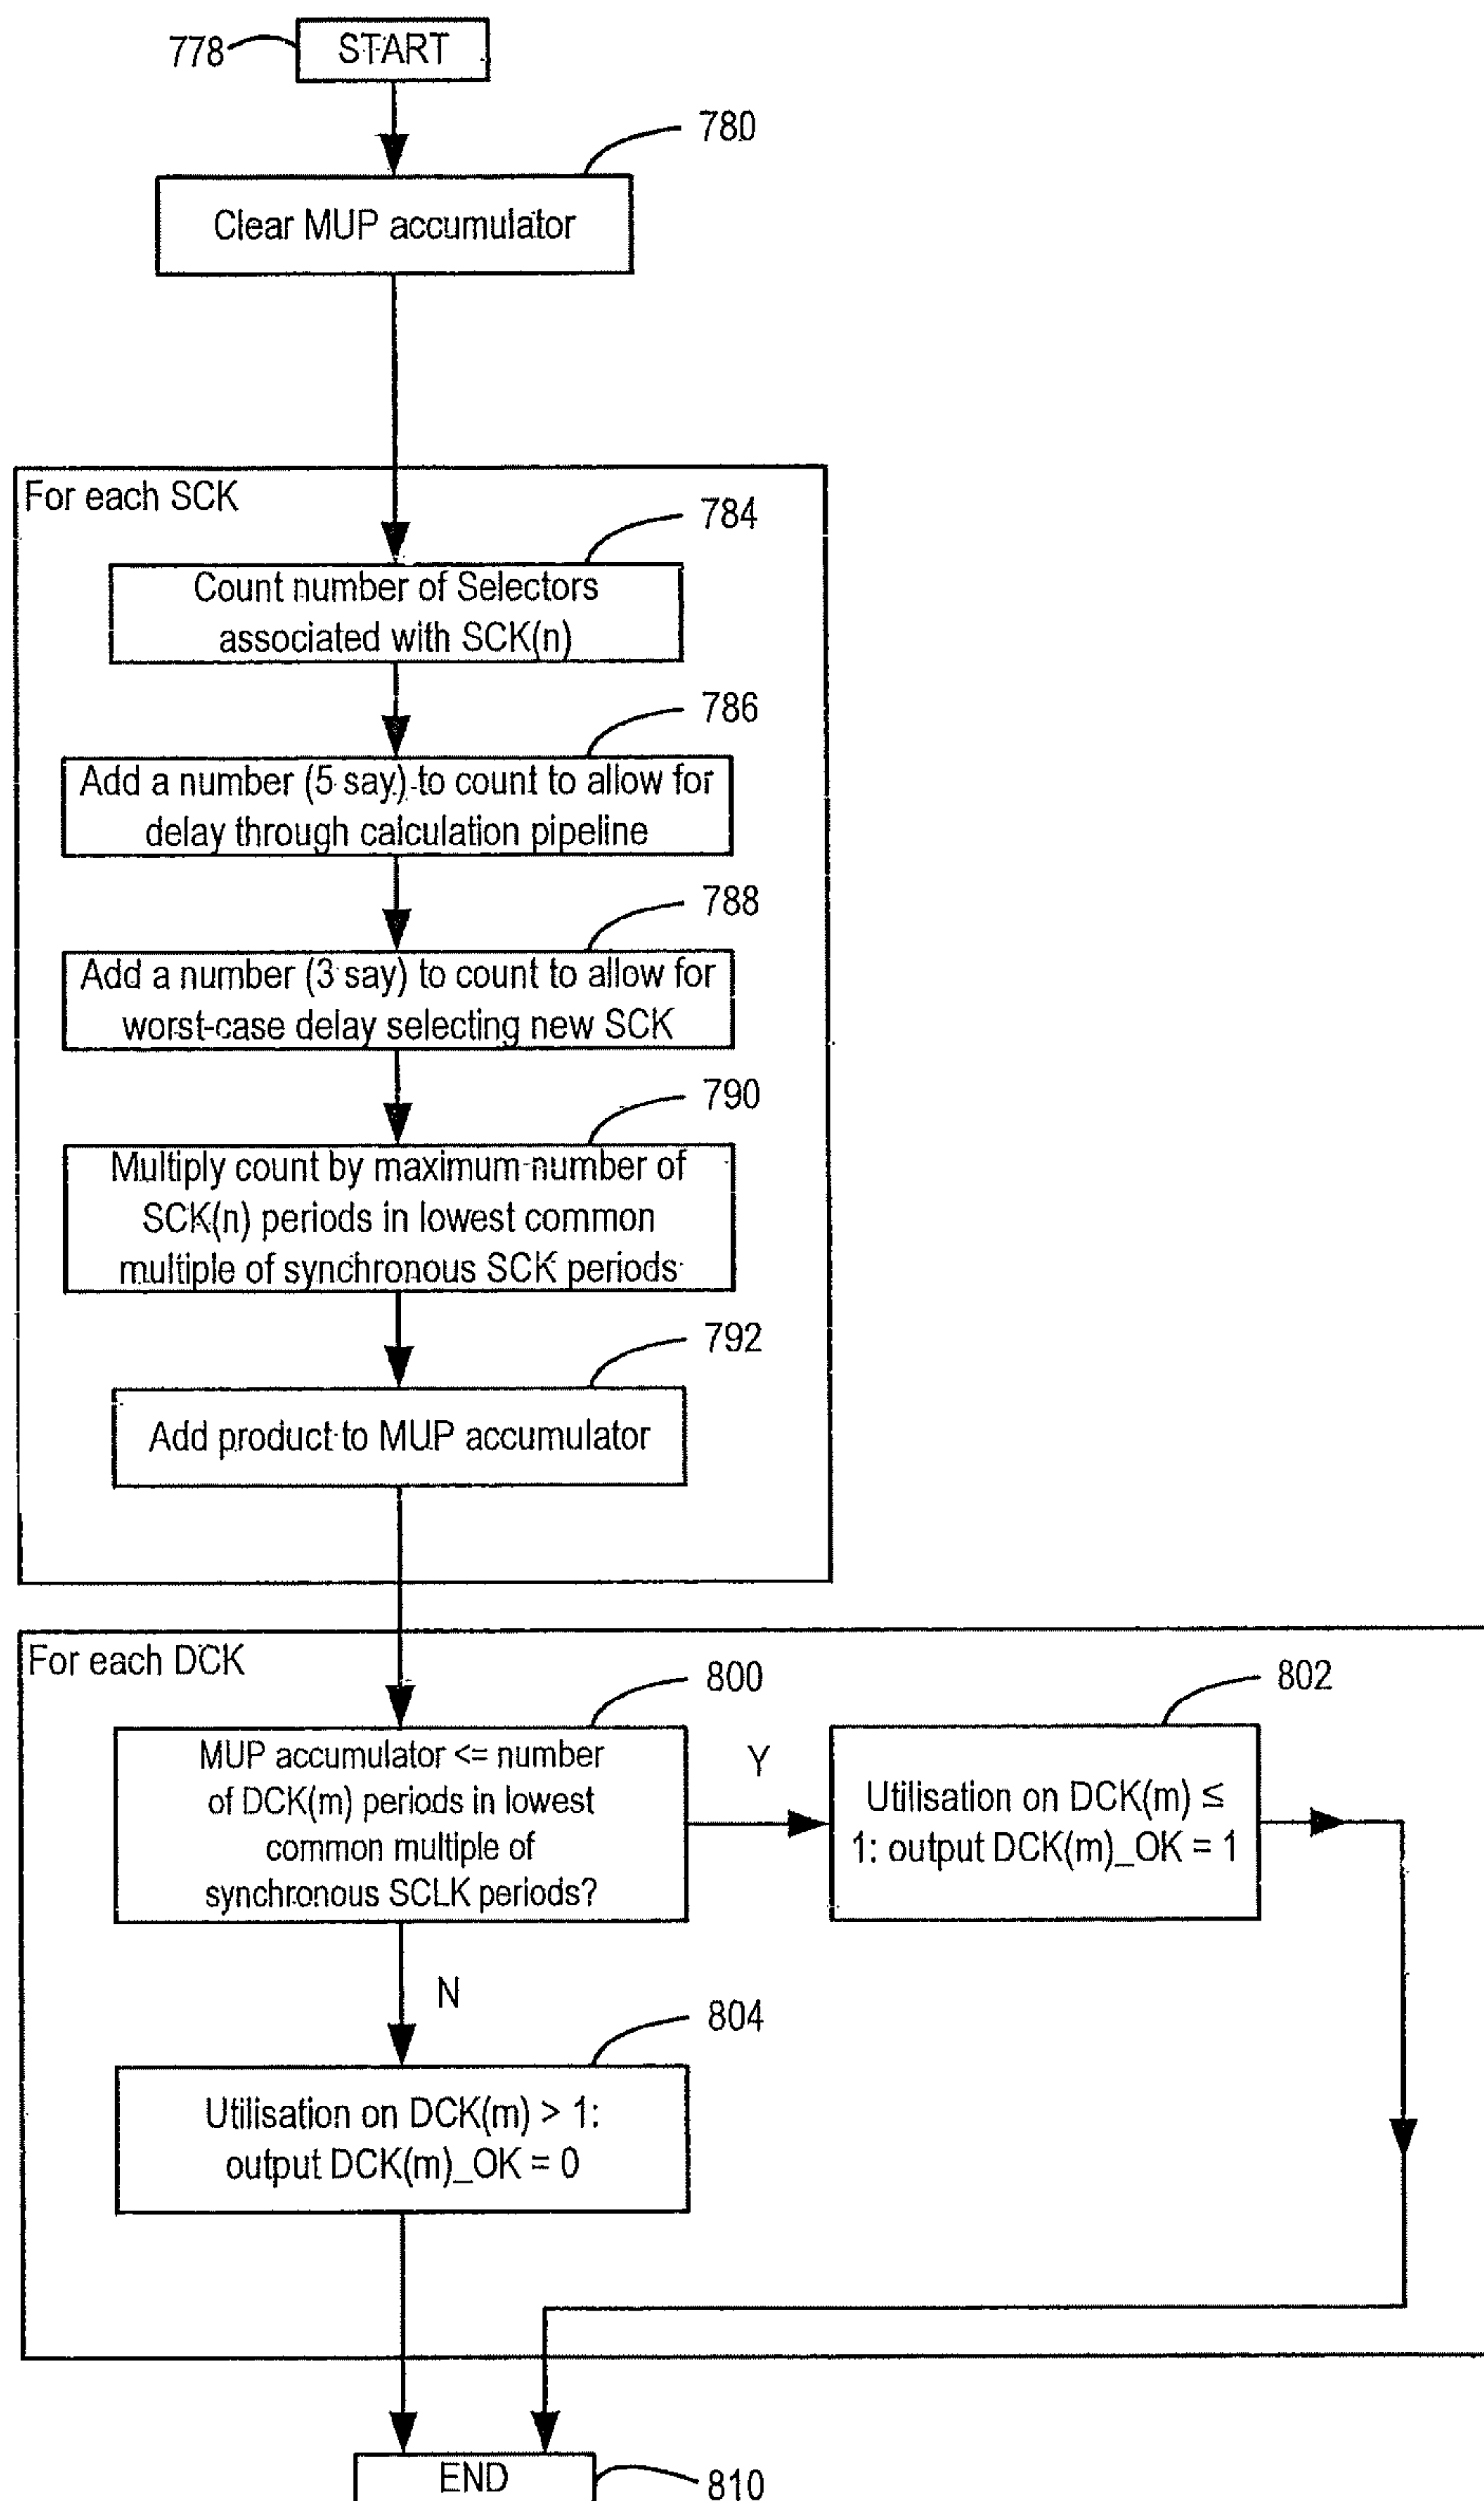 778
START
780
Clear MUP accumulator
For each SCK
784
Count number of Selectors
associated with SCK(n)
786
Add a number (5 say) to count to allow for
delay through calculation pipeline
788
Add a number (3 say) to count to allow for
worst-case delay selecting new SCK
790
Multiply count by maximum number of
SCK(n) periods in lowest common
multiple of synchronous SCK periods
792
Add product to MUP accumulator
For each DCK
800
MUP accumulator <= number
of DCK(m) periods in lowest
common multiple of
synchronous SCLK periods?
Y
802
Utilisation on DCK(m) ≤
1: output DCK(m)_OK = 1
N
804
Utilisation on DCK(m) > 1:
output DCK(m)_OK = 0
END
810